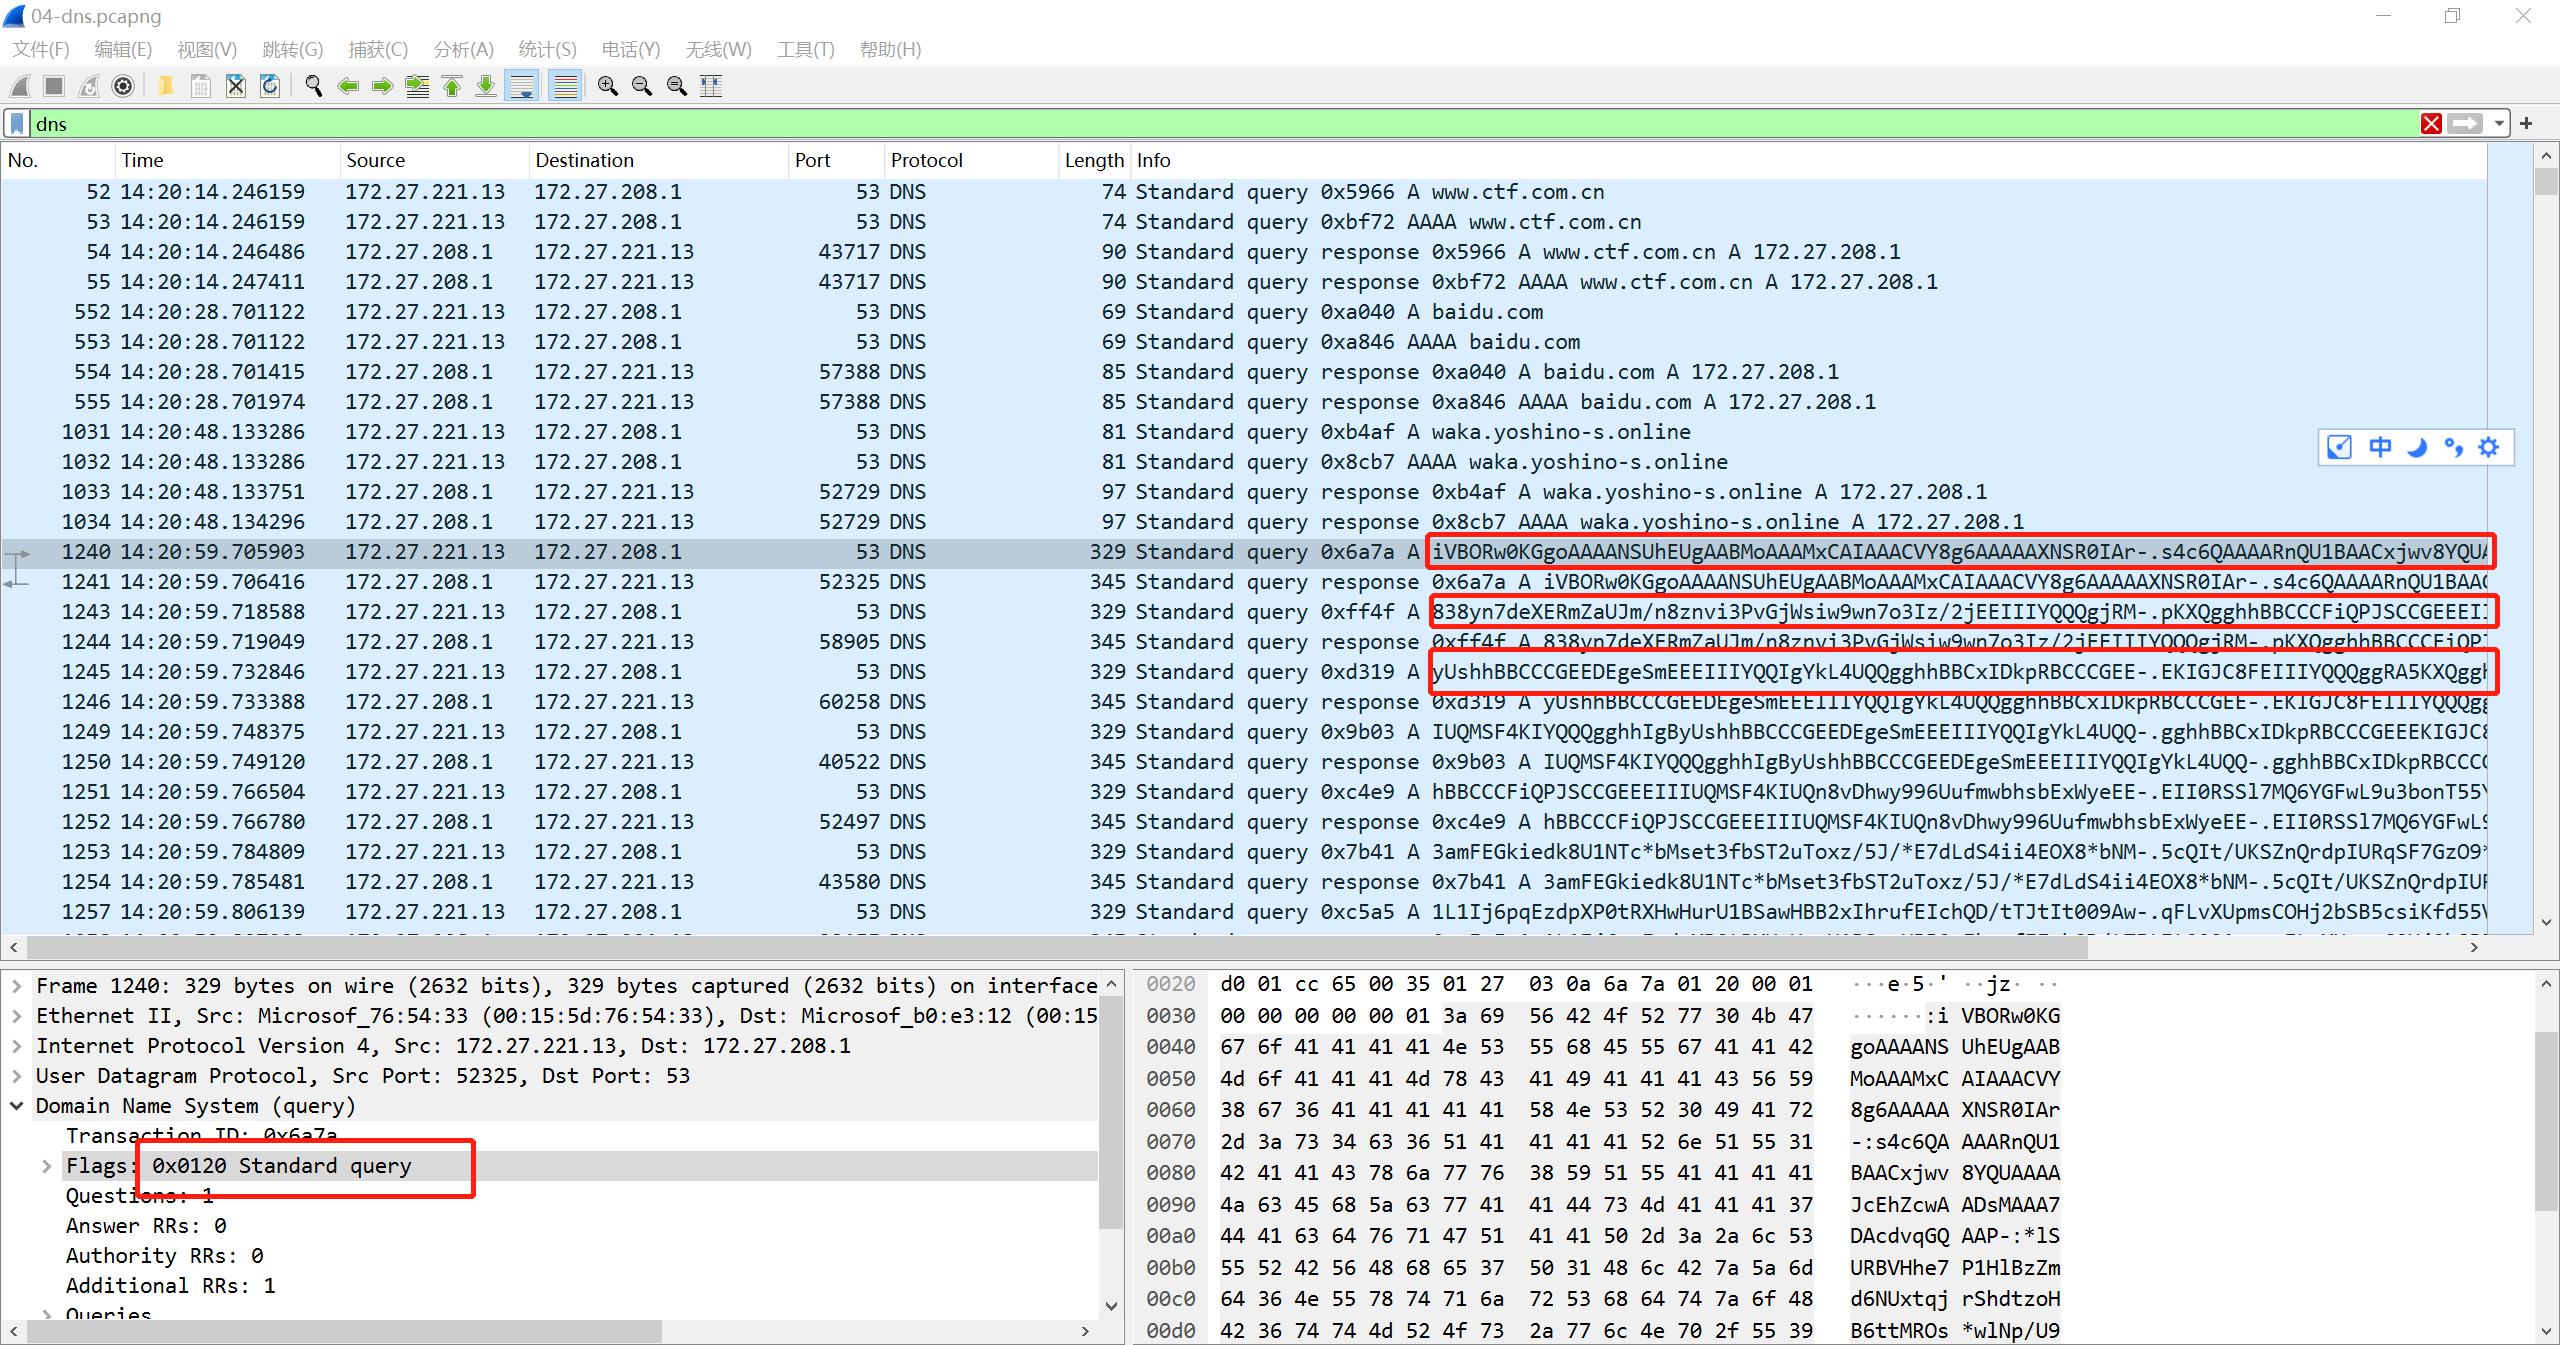 04-dns.pcapng
文件(F) 编辑(E) 视图(V) 跳转(G) 捕获(C) 分析(A) 统计(S) 电话(Y) 无线(W) 工具(T) 帮助(H)
dns
No. Time Source Destination Port Protocol Length Info
52 14:20:14.246159 172.27.221.13 172.27.208.1 53 DNS 74 Standard query 0x5966 A www.ctf.com.cn
53 14:20:14.246159 172.27.221.13 172.27.208.1 53 DNS 74 Standard query 0xbf72 AAAA www.ctf.com.cn
54 14:20:14.246486 172.27.208.1 172.27.221.13 43717 DNS 90 Standard query response 0x5966 A www.ctf.com.cn A 172.27.208.1
55 14:20:14.247411 172.27.208.1 172.27.221.13 43717 DNS 90 Standard query response 0xbf72 AAAA www.ctf.com.cn A 172.27.208.1
552 14:20:28.701122 172.27.221.13 172.27.208.1 53 DNS 69 Standard query 0xa040 A baidu.com
553 14:20:28.701122 172.27.221.13 172.27.208.1 53 DNS 69 Standard query 0xa846 AAAA baidu.com
554 14:20:28.701415 172.27.208.1 172.27.221.13 57388 DNS 85 Standard query response 0xa040 A baidu.com A 172.27.208.1
555 14:20:28.701974 172.27.208.1 172.27.221.13 57388 DNS 85 Standard query response 0xa846 AAAA baidu.com A 172.27.208.1
1031 14:20:48.133286 172.27.221.13 172.27.208.1 53 DNS 81 Standard query 0xb4af A waka.yoshino-s.online
1032 14:20:48.133286 172.27.221.13 172.27.208.1 53 DNS 81 Standard query 0x8cb7 AAAA waka.yoshino-s.online
1033 14:20:48.133751 172.27.208.1 172.27.221.13 52729 DNS 97 Standard query response 0xb4af A waka.yoshino-s.online A 172.27.208.1
1034 14:20:48.134296 172.27.208.1 172.27.221.13 52729 DNS 97 Standard query response 0x8cb7 AAAA waka.yoshino-s.online A 172.27.208.1
1240 14:20:59.705903 172.27.221.13 172.27.208.1 53 DNS 329 Standard query 0x6a7a A iVBORw0KGgoAAAANSUhEUgAABMoAAAMxCAIAAACVY8g6AAAAAXNSR0IAr-.s4c6QAAAARnQU1BAACxjwv8YQUA
1241 14:20:59.706416 172.27.208.1 172.27.221.13 52325 DNS 345 Standard query response 0x6a7a A iVBORw0KGgoAAAANSUhEUgAABMoAAAMxCAIAAACVY8g6AAAAAXNSR0IAr-.s4c6QAAAARnQU1BAAC
1243 14:20:59.718588 172.27.221.13 172.27.208.1 53 DNS 329 Standard query 0xff4f A 838yn7deXERmZaUJm/n8znvi3PvGjWsiw9wn7o3Iz/2jEEIIIYQQQgjRM-.pKXQgghhBBCCCFiQPJSCCGEEEII
1244 14:20:59.719049 172.27.208.1 172.27.221.13 58905 DNS 345 Standard query response 0xff4f A 838yn7deXERmZaUJm/n8znvi3PvGjWsiw9wn7o3Iz/2jEEIIIYQQQgjRM-.pKXQgghhBBCCCFiQPJ
1245 14:20:59.732846 172.27.221.13 172.27.208.1 53 DNS 329 Standard query 0xd319 A yUshhBBCCCGEEDEgeSmEEEIIIYQQIgYkL4UQQgghhBBCxIDkpRBCCCGEE-.EKIGJC8FEIIIYQQQggRA5KXQggh
1246 14:20:59.733388 172.27.208.1 172.27.221.13 60258 DNS 345 Standard query response 0xd319 A yUshhBBCCCGEEDEgeSmEEEIIIYQQIgYkL4UQQgghhBBCxIDkpRBCCCGEE-.EKIGJC8FEIIIYQQQgg
1249 14:20:59.748375 172.27.221.13 172.27.208.1 53 DNS 329 Standard query 0x9b03 A IUQMSF4KIYQQQgghhIgByUshhBBCCCGEEDEgeSmEEEIIIYQQIgYkL4UQQ-.gghhBBCxIDkpRBCCCGEEEKIGJC8
1250 14:20:59.749120 172.27.208.1 172.27.221.13 40522 DNS 345 Standard query response 0x9b03 A IUQMSF4KIYQQQgghhIgByUshhBBCCCGEEDEgeSmEEEIIIYQQIgYkL4UQQ-.gghhBBCxIDkpRBCCCG
1251 14:20:59.766504 172.27.221.13 172.27.208.1 53 DNS 329 Standard query 0xc4e9 A hBBCCCFiQPJSCCGEEEIIIUQMSF4KIUQn8vDhwy996UufmwbhsbExWyeEE-.EII0RSSl7MQ6YGFwL9u3bonT55Y
1252 14:20:59.766780 172.27.208.1 172.27.221.13 52497 DNS 345 Standard query response 0xc4e9 A hBBCCCFiQPJSCCGEEEIIIUQMSF4KIUQn8vDhwy996UufmwbhsbExWyeEE-.EII0RSSl7MQ6YGFwL9
1253 14:20:59.784809 172.27.221.13 172.27.208.1 53 DNS 329 Standard query 0x7b41 A 3amFEGkiedk8U1NTc*bMset3fbST2uToxz/5J/*E7dLdS4ii4EOX8*bNM-.5cQIt/UKSZnQrdpIURqSF7GzO9*
1254 14:20:59.785481 172.27.208.1 172.27.221.13 43580 DNS 345 Standard query response 0x7b41 A 3amFEGkiedk8U1NTc*bMset3fbST2uToxz/5J/*E7dLdS4ii4EOX8*bNM-.5cQIt/UKSZnQrdpIUR
1257 14:20:59.806139 172.27.221.13 172.27.208.1 53 DNS 329 Standard query 0xc5a5 A 1L1Ij6pqEzdpXP0tRXHwHurU1BSawHBB2xIhrufEIchQD/tTJtIt009Aw-.qFLvXUpmsCOHj2bSB5csiKfd55V
中
Frame 1240: 329 bytes on wire (2632 bits), 329 bytes captured (2632 bits) on interface
Ethernet II, Src: Microsof_76:54:33 (00:15:5d:76:54:33), Dst: Microsof_b0:e3:12 (00:15
Internet Protocol Version 4, Src: 172.27.221.13, Dst: 172.27.208.1
User Datagram Protocol, Src Port: 52325, Dst Port: 53
Domain Name System (query)
Transaction ID: 0x6a7a
Flags: 0x0120 Standard query
Questions: 1
Answer RRs: 0
Authority RRs: 0
Additional RRs: 1
Queries
0020 d0 01 cc 65 00 35 01 27 03 0a 6a 7a 01 20 00 01 ···e·5·' ··jz· ··
0030 00 00 00 00 00 01 3a 69 56 42 4f 52 77 30 4b 47 ······:i VBORw0KG
0040 67 6f 41 41 41 41 4e 53 55 68 45 55 67 41 41 42 goAAAANS UhEUgAAB
0050 4d 6f 41 41 41 4d 78 43 41 49 41 41 41 43 56 59 MoAAAMxC AIAAACVY
0060 38 67 36 41 41 41 41 41 58 4e 53 52 30 49 41 72 8g6AAAAA XNSR0IAr
0070 2d 3a 73 34 63 36 51 41 41 41 41 52 6e 51 55 31 -:s4c6QA AAARnQU1
0080 42 41 41 43 78 6a 77 76 38 59 51 55 41 41 41 41 BAACxjwv 8YQUAAAA
0090 4a 63 45 68 5a 63 77 41 41 44 73 4d 41 41 41 37 JcEhZcwA ADsMAAA7
00a0 44 41 63 64 76 71 47 51 41 41 50 2d 3a 2a 6c 53 DAcdvqGQ AAP-:*lS
00b0 55 52 42 56 48 68 65 37 50 31 48 6c 42 7a 5a 6d URBVHhe7 P1HlBzZm
00c0 64 36 4e 55 78 74 71 6a 72 53 68 64 74 7a 6f 48 d6NUxtqj rShdtzoH
00d0 42 36 74 74 4d 52 4f 73 2a 77 6c 4e 70 2f 55 39 B6ttMROs *wlNp/U9